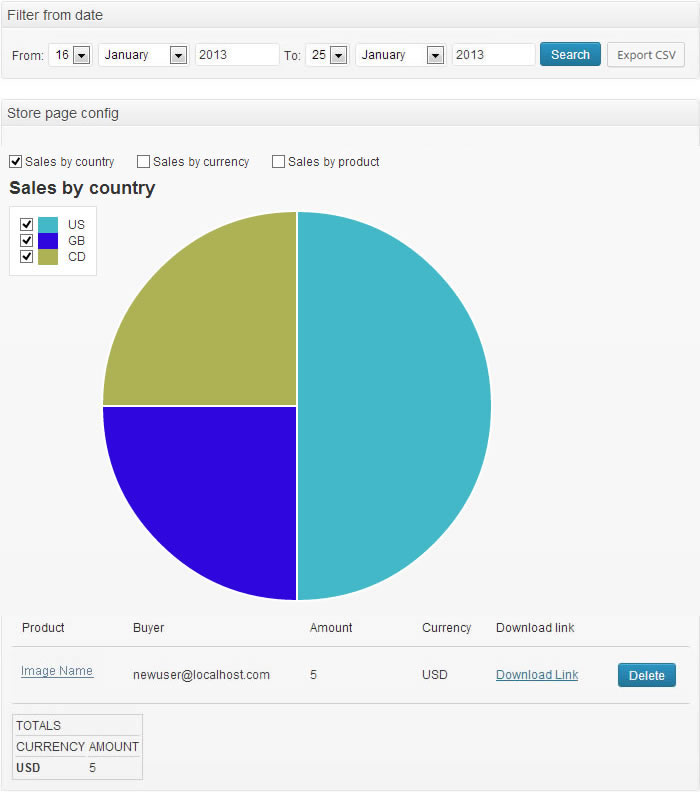 Filter from date
From: 16 January 2013 To: 25 January 2013 Search Export CSV
Store page config
Sales by country Sales by currency Sales by product
Sales by country
US
GB
CD
Product Buyer Amount Currency Download link
Image Name newuser@localhost.com 5 USD Download Link Delete
TOTALS
CURRENCY AMOUNT
USD 5